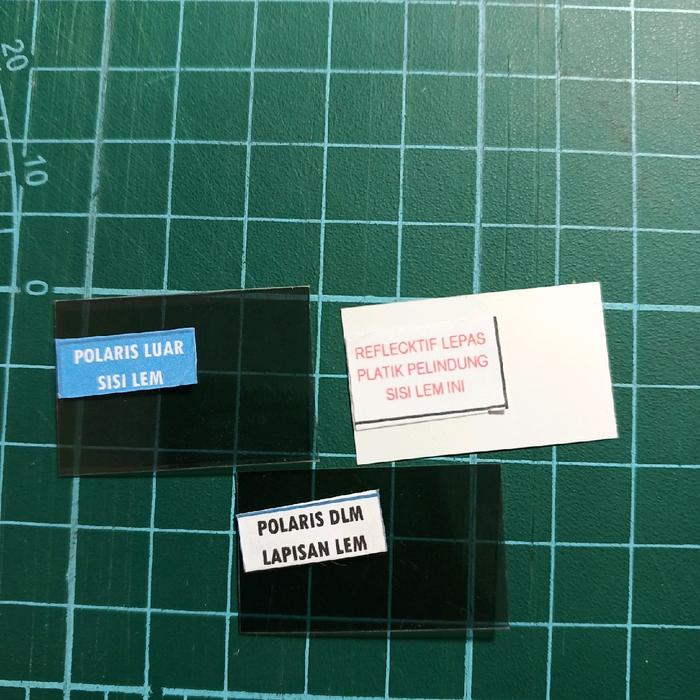 20
10
0
POLARIS LUAR
SISI LEM
REFLECKTIF LEPAS
PLATIK PELINDUNG
SISI LEM INI
POLARIS DLM
LAPISAN LEM